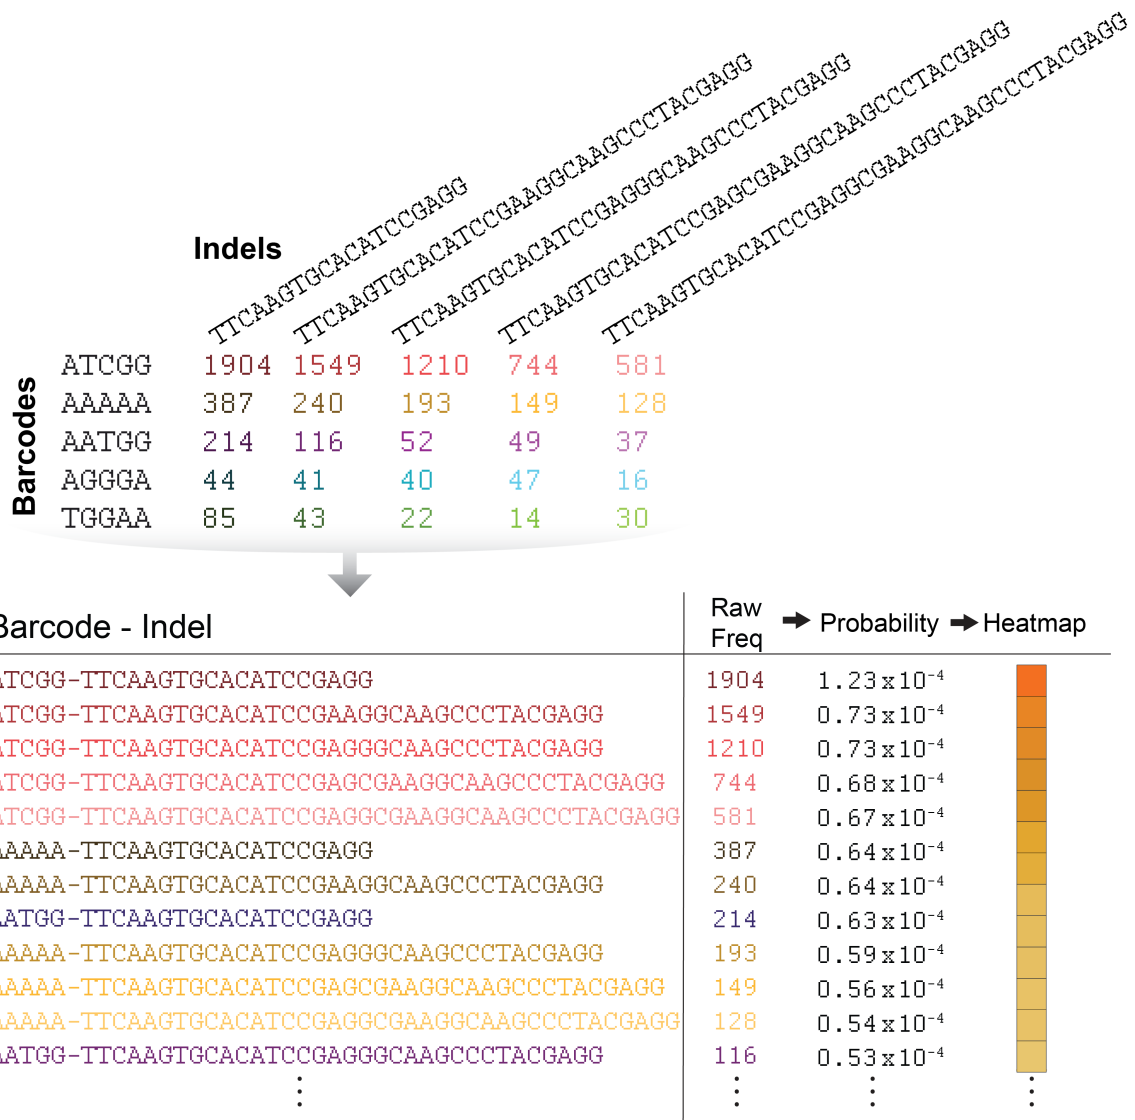 TTCAAGTGCACATCCGAGG
TTCAAGTGCACATCCGAAGGCAAGCCCTACGAGG
TTCAAGTGCACATCCGAGGGCAAGCCCTACGAGG
TTCAAGTGCACATCCGAGCGAAGGCAAGCCCTACGAGG
TTCAAGTGCACATCCGAGGCGAAGGCAAGCCCTACGAGG
Indels
Barcodes
ATCGG 1904 1549 1210 744 581
AAAAA 387 240 193 149 128
AATGG 214 116 52 49 37
AGGGA 44 41 40 47 16
TGGAA 85 43 22 14 30
Barcode - Indel Raw Freq ➔ Probability ➔ Heatmap
ATCGG-TTCAAGTGCACATCCGAGG 1904 1.23x10⁻⁴
ATCGG-TTCAAGTGCACATCCGAAGGCAAGCCCTACGAGG 1549 0.73x10⁻⁴
ATCGG-TTCAAGTGCACATCCGAGGGCAAGCCCTACGAGG 1210 0.73x10⁻⁴
ATCGG-TTCAAGTGCACATCCGAGCGAAGGCAAGCCCTACGAGG 744 0.68x10⁻⁴
ATCGG-TTCAAGTGCACATCCGAGGCGAAGGCAAGCCCTACGAGG 581 0.67x10⁻⁴
AAAAA-TTCAAGTGCACATCCGAGG 387 0.64x10⁻⁴
AAAAA-TTCAAGTGCACATCCGAAGGCAAGCCCTACGAGG 240 0.64x10⁻⁴
AATGG-TTCAAGTGCACATCCGAGG 214 0.63x10⁻⁴
AAAAA-TTCAAGTGCACATCCGAGGGCAAGCCCTACGAGG 193 0.59x10⁻⁴
AAAAA-TTCAAGTGCACATCCGAGCGAAGGCAAGCCCTACGAGG 149 0.56x10⁻⁴
AAAAA-TTCAAGTGCACATCCGAGGCGAAGGCAAGCCCTACGAGG 128 0.54x10⁻⁴
AATGG-TTCAAGTGCACATCCGAGGGCAAGCCCTACGAGG 116 0.53x10⁻⁴